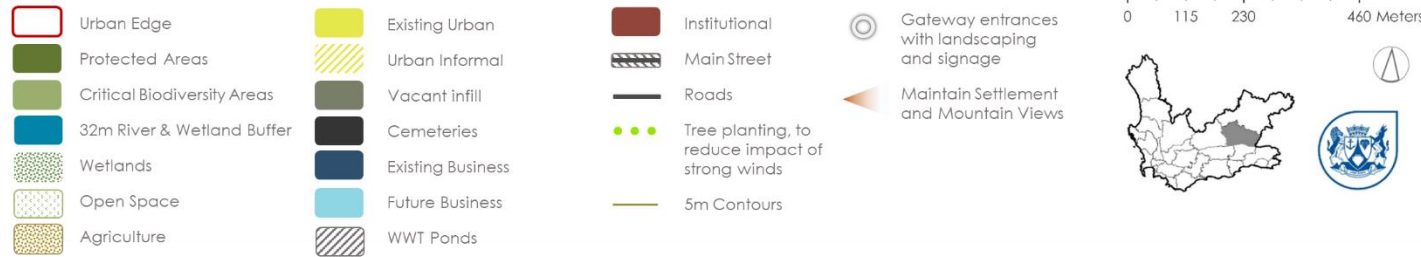 Urban Edge
Protected Areas
Critical Biodiversity Areas
32m River & Wetland Buffer
Wetlands
Open Space
Agriculture
Existing Urban
Urban Informal
Vacant infill
Cemeteries
Existing Business
Future Business
WWT Ponds
Institutional
Main Street
Roads
Tree planting, to
reduce impact of
strong winds
5m Contours
Gateway entrances
with landscaping
and signage
Maintain Settlement
and Mountain Views
0 115 230 460 Meters